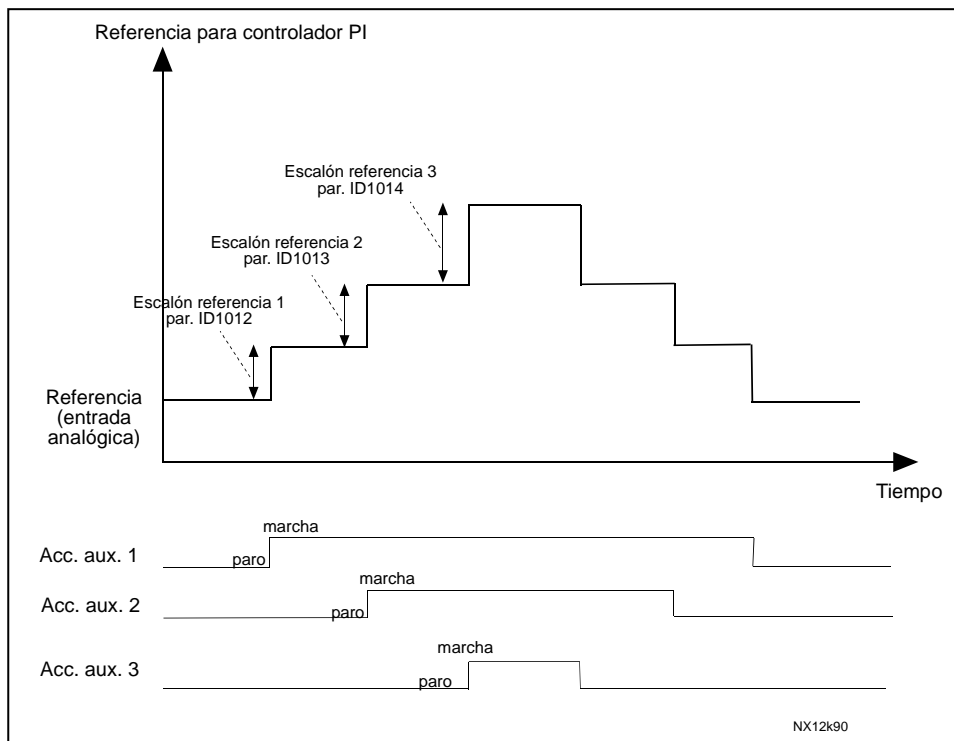 Referencia para controlador PI
Escalón referencia 3
par. ID1014
Escalón referencia 2
par. ID1013
Escalón referencia 1
par. ID1012
Referencia
(entrada
analógica)
Tiempo
marcha
Acc. aux. 1
paro
marcha
Acc. aux. 2
paro
marcha
Acc. aux. 3
paro
NX12k90